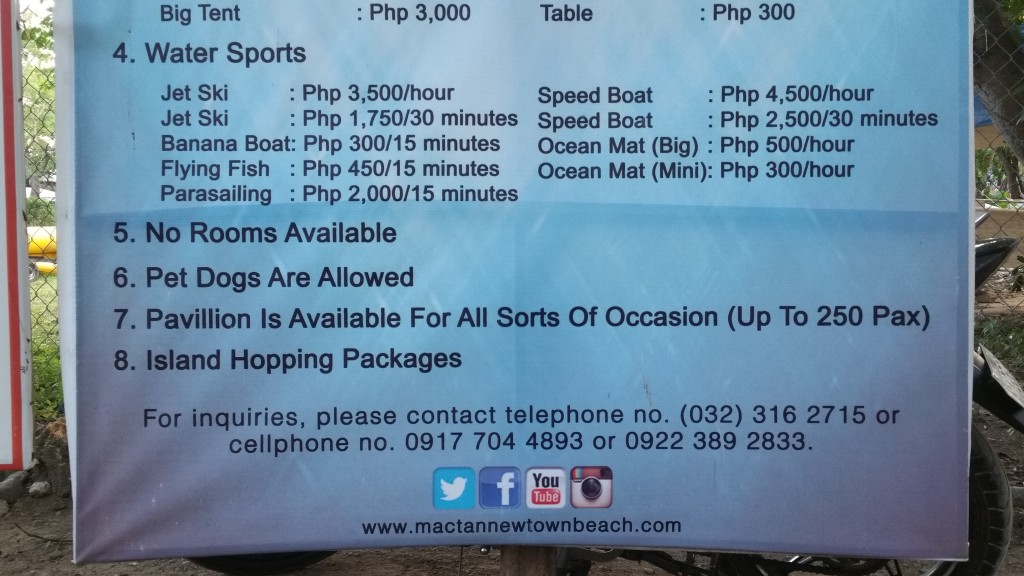 Big Tent : Php 3,000 Table : Php 300
4. Water Sports
Jet Ski : Php 3,500/hour Speed Boat : Php 4,500/hour
Jet Ski : Php 1,750/30 minutes Speed Boat : Php 2,500/30 minutes
Banana Boat: Php 300/15 minutes Ocean Mat (Big) : Php 500/hour
Flying Fish : Php 450/15 minutes Ocean Mat (Mini): Php 300/hour
Parasailing : Php 2,000/15 minutes
5. No Rooms Available
6. Pet Dogs Are Allowed
7. Pavillion Is Available For All Sorts Of Occasion (Up To 250 Pax)
8. Island Hopping Packages
For inquiries, please contact telephone no. (032) 316 2715 or
cellphone no. 0917 704 4893 or 0922 389 2833.
f You Tube
www.mactannewtownbeach.com